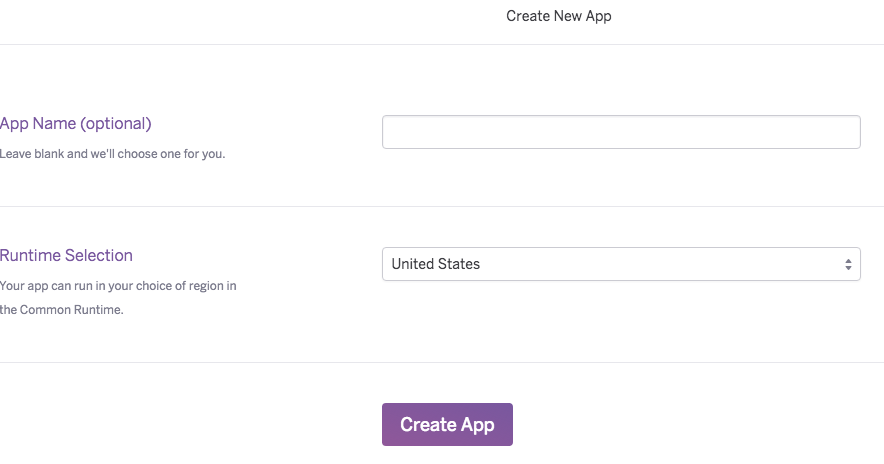 Create New App
App Name (optional)
Leave blank and we'll choose one for you.
Runtime Selection
United States
Your app can run in your choice of region in
the Common Runtime.
Create App